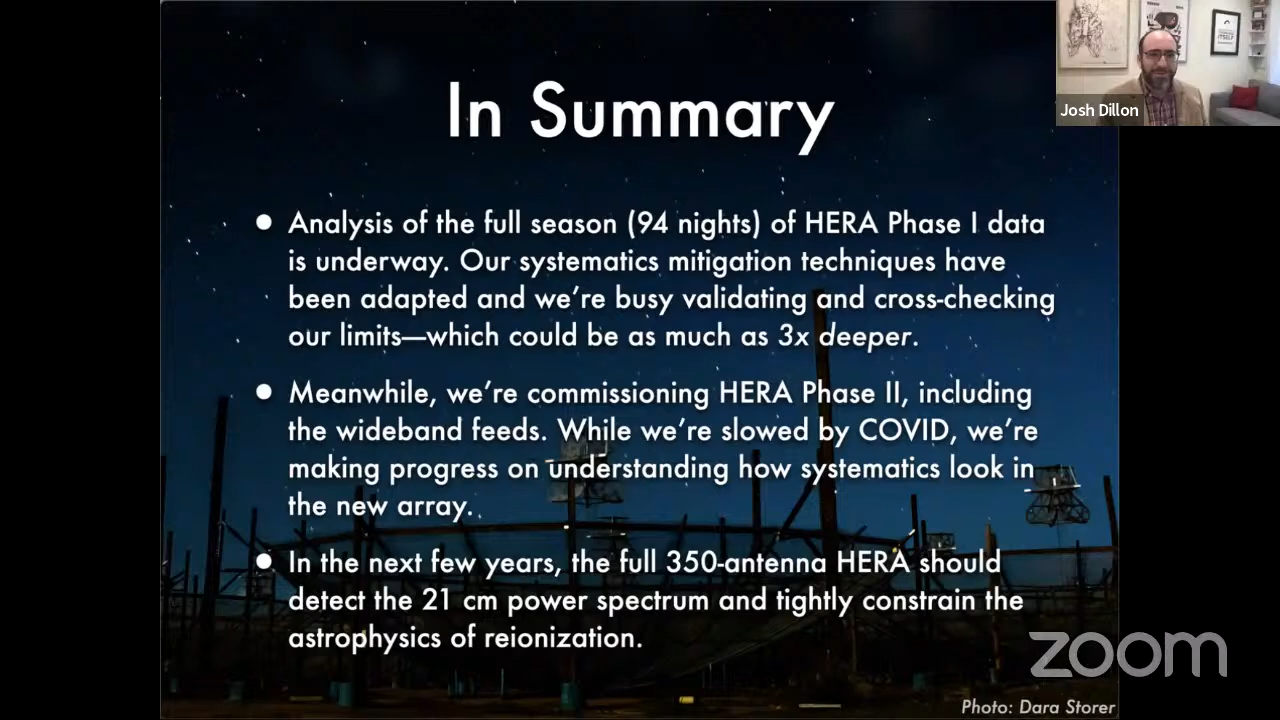 In Summary
Josh Dillon
• Analysis of the full season (94 nights) of HERA Phase I data
is underway. Our systematics mitigation techniques have
been adapted and we’re busy validating and cross-checking
our limits—which could be as much as 3x deeper.
• Meanwhile, we’re commissioning HERA Phase II, including
the wideband feeds. While we’re slowed by COVID, we’re
making progress on understanding how systematics look in
the new array.
• In the next few years, the full 350-antenna HERA should
detect the 21 cm power spectrum and tightly constrain the
astrophysics of reionization.
zoom
Photo: Dara Storer